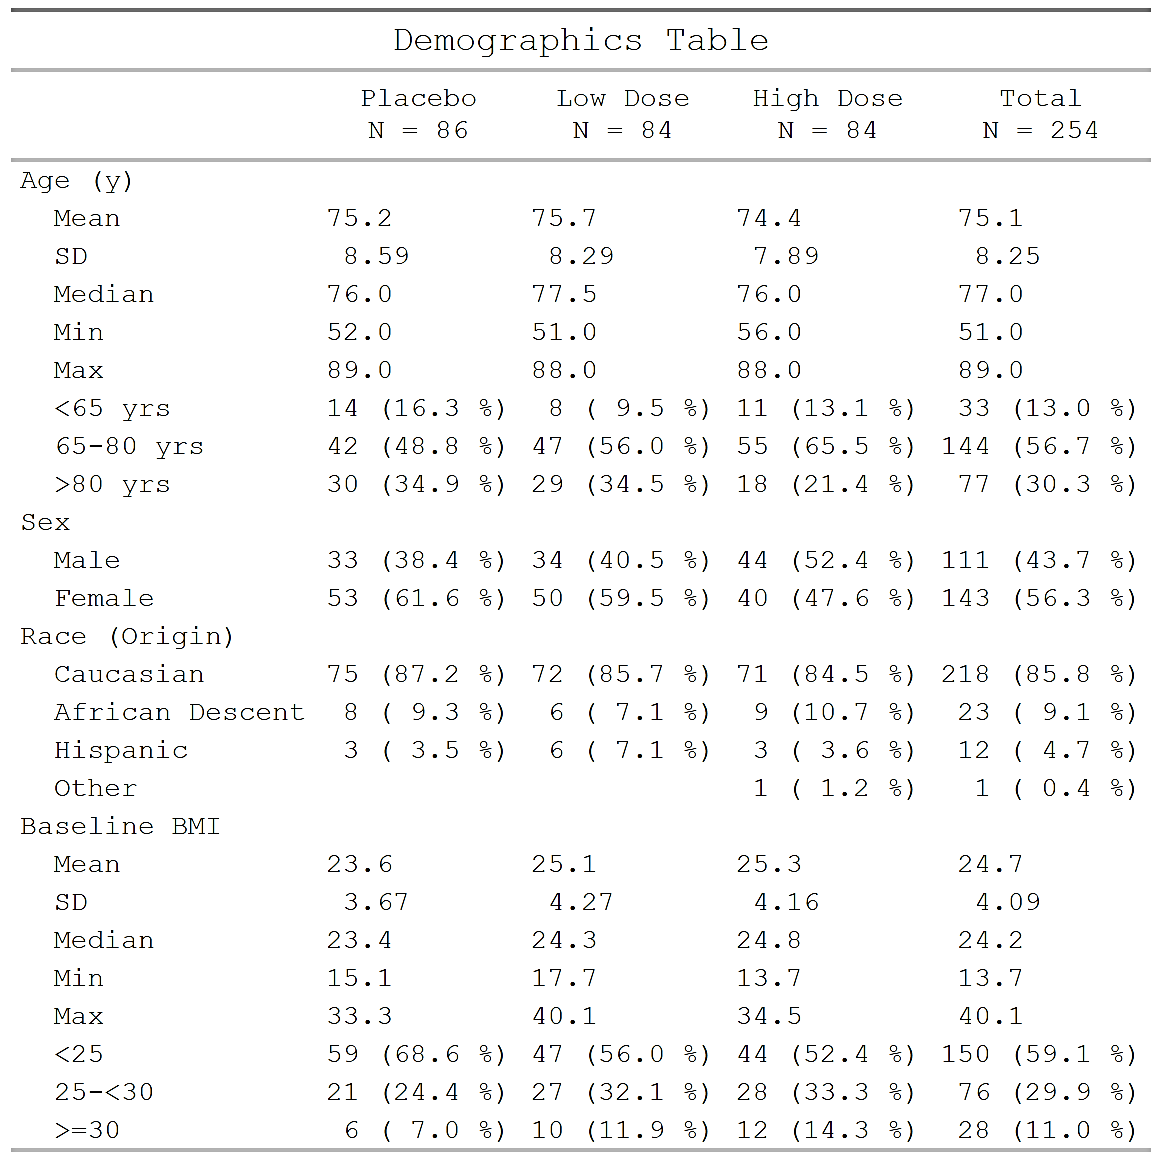 Demographics Table
Placebo Low Dose High Dose Total
N = 86 N = 84 N = 84 N = 254
Age (y)
Mean 75.2 75.7 74.4 75.1
SD 8.59 8.29 7.89 8.25
Median 76.0 77.5 76.0 77.0
Min 52.0 51.0 56.0 51.0
Max 89.0 88.0 88.0 89.0
<65 yrs 14 (16.3 %) 8 ( 9.5 %) 11 (13.1 %) 33 (13.0 %)
65-80 yrs 42 (48.8 %) 47 (56.0 %) 55 (65.5 %) 144 (56.7 %)
>80 yrs 30 (34.9 %) 29 (34.5 %) 18 (21.4 %) 77 (30.3 %)
Sex
Male 33 (38.4 %) 34 (40.5 %) 44 (52.4 %) 111 (43.7 %)
Female 53 (61.6 %) 50 (59.5 %) 40 (47.6 %) 143 (56.3 %)
Race (Origin)
Caucasian 75 (87.2 %) 72 (85.7 %) 71 (84.5 %) 218 (85.8 %)
African Descent 8 ( 9.3 %) 6 ( 7.1 %) 9 (10.7 %) 23 ( 9.1 %)
Hispanic 3 ( 3.5 %) 6 ( 7.1 %) 3 ( 3.6 %) 12 ( 4.7 %)
Other 1 ( 1.2 %) 1 ( 0.4 %)
Baseline BMI
Mean 23.6 25.1 25.3 24.7
SD 3.67 4.27 4.16 4.09
Median 23.4 24.3 24.8 24.2
Min 15.1 17.7 13.7 13.7
Max 33.3 40.1 34.5 40.1
<25 59 (68.6 %) 47 (56.0 %) 44 (52.4 %) 150 (59.1 %)
25-<30 21 (24.4 %) 27 (32.1 %) 28 (33.3 %) 76 (29.9 %)
>=30 6 ( 7.0 %) 10 (11.9 %) 12 (14.3 %) 28 (11.0 %)